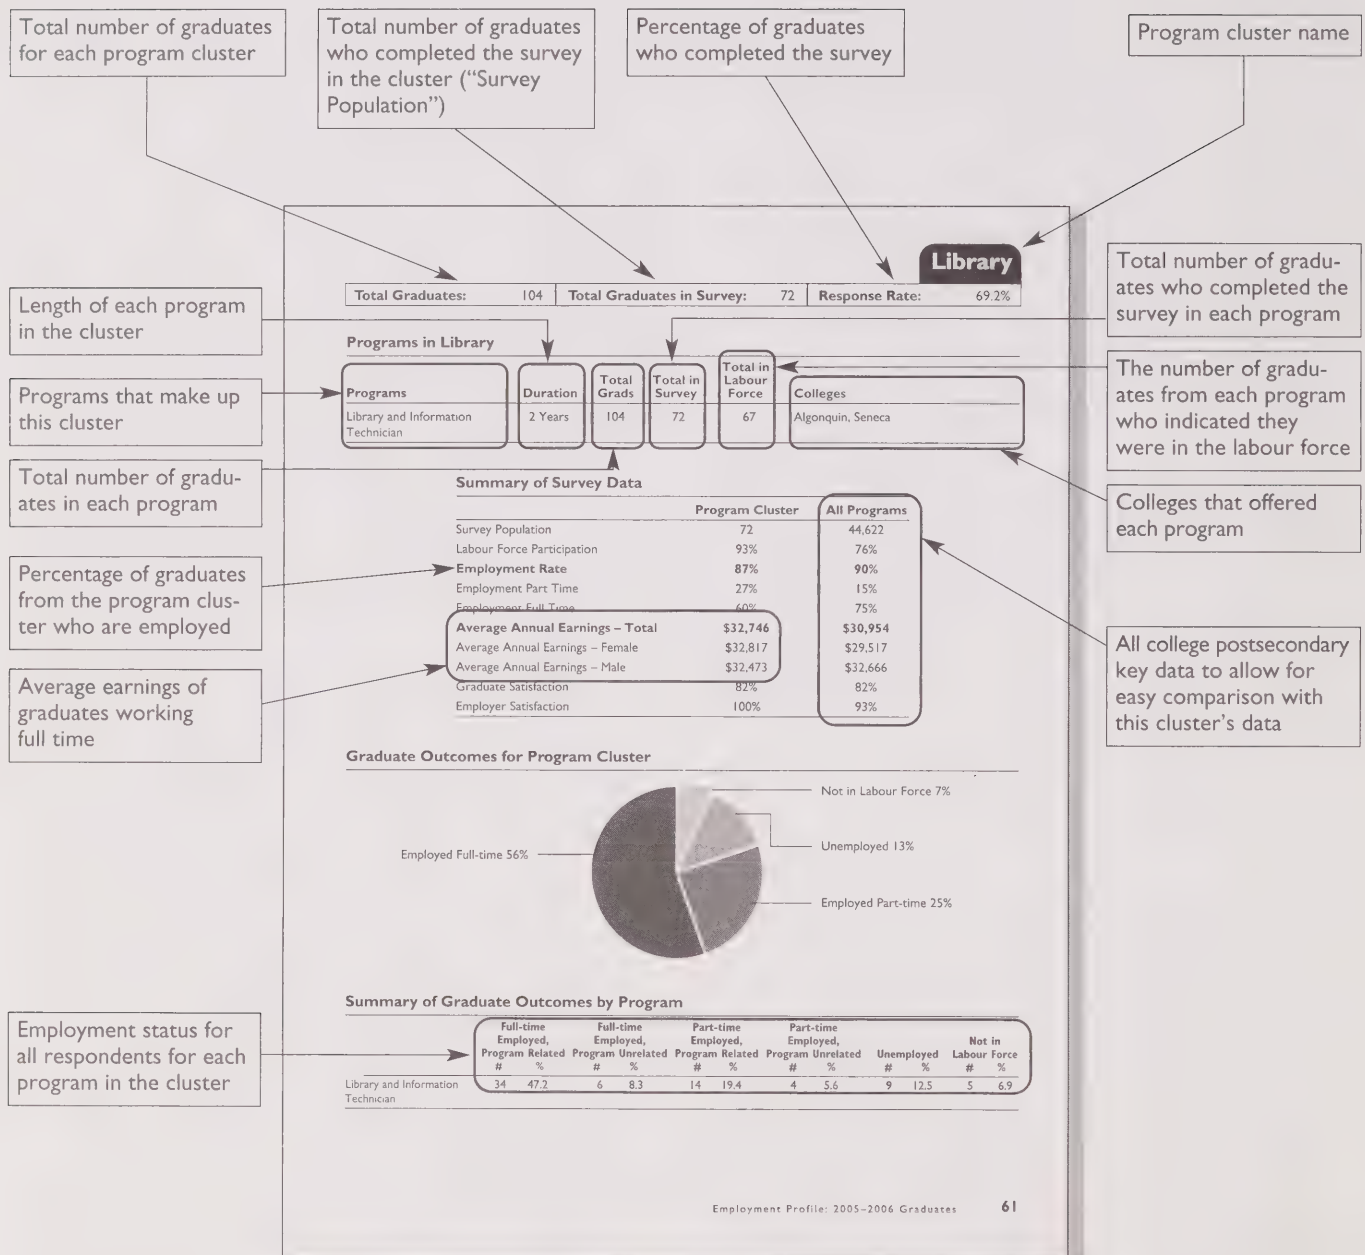 Total number of graduates
for each program cluster
Total number of graduates
who completed the survey
in the cluster (“Survey
Population”)
Percentage of graduates
who completed the survey
Program cluster name
Library
Total Graduates: 104 Total Graduates in Survey: 72 Response Rate: 69.2%
Length of each program
in the cluster
Programs that make up
this cluster
Total number of gradu-
ates in each program
Percentage of graduates
from the program clus-
ter who are employed
Average earnings of
graduates working
full time
Total number of gradu-
ates who completed the
survey in each program
The number of gradu-
ates from each program
who indicated they
were in the labour force
Colleges that offered
each program
All college postsecondary
key data to allow for
easy comparison with
this cluster’s data
Programs in Library
Programs Duration Total Grads Total in Survey Total in Labour Force Colleges
Library and Information 2 Years 104 72 67 Algonquin, Seneca
Technician
Summary of Survey Data
Program Cluster All Programs
Survey Population 72 44,622
Labour Force Participation 93% 76%
Employment Rate 87% 90%
Employment Part Time 27% 15%
Employment Full Time 60% 75%
Average Annual Earnings – Total $32,746 $30,954
Average Annual Earnings – Female $32,817 $29,517
Average Annual Earnings – Male $32,473 $32,666
Graduate Satisfaction 82% 82%
Employer Satisfaction 100% 93%
Graduate Outcomes for Program Cluster
Not in Labour Force 7%
Unemployed 13%
Employed Full-time 56%
Employed Part-time 25%
Employment status for
all respondents for each
program in the cluster
Summary of Graduate Outcomes by Program
Full-time Full-time Part-time Part-time
Employed, Employed, Employed, Employed, Not in
Program Related Program Unrelated Program Related Program Unrelated Unemployed Labour Force
# % # % # % # % # % # %
Library and Information 34 47.2 6 8.3 14 19.4 4 5.6 9 12.5 5 6.9
Technician
Employment Profile: 2005–2006 Graduates 61